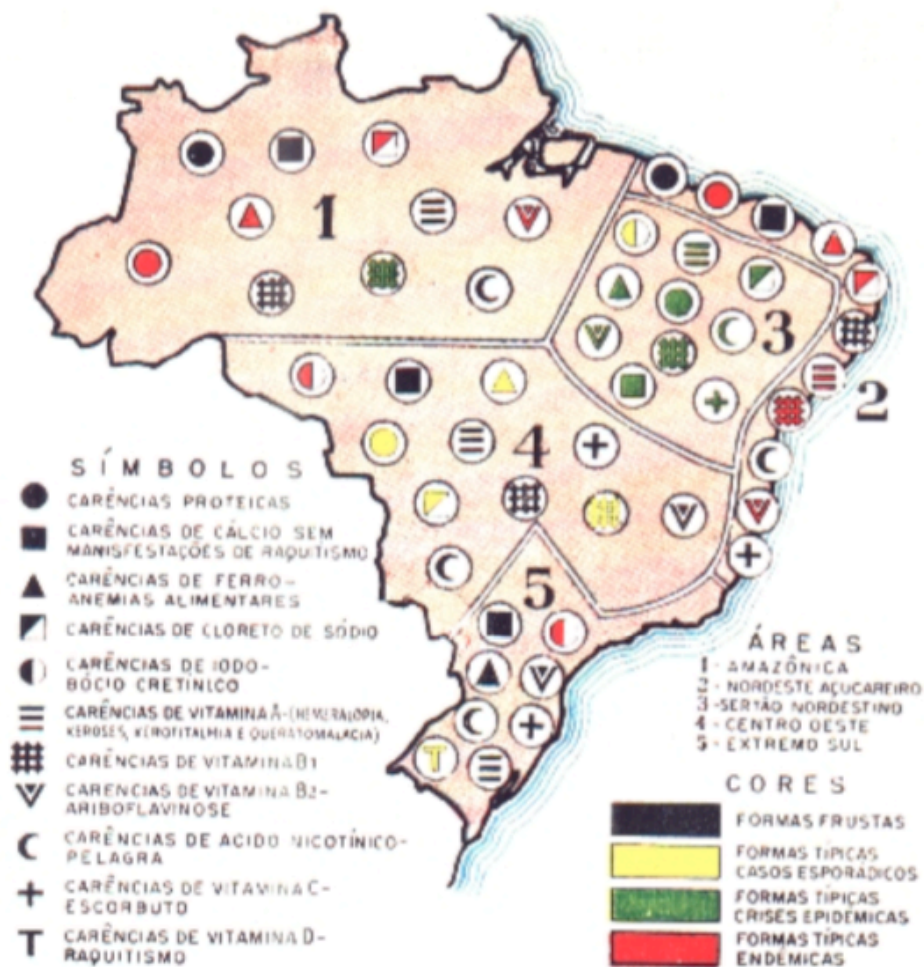 1
3
2
4
5
SÍMBOLOS
CARÊNCIAS PROTEICAS
CARÊNCIAS DE CÁLCIO SEM
MANISFESTAÇÕES DE RAQUITISMO
CARÊNCIAS DE FERRO-
ANEMIAS ALIMENTARES
CARÊNCIAS DE CLORETO DE SÓDIO
CARÊNCIAS DE IODO-
BÓCIO CRETINICO
CARÊNCIAS DE VITAMINA A-(HEMERALOPIA,
XEROSES, XEROFTALMIA E QUERATOMALACIA)
CARÊNCIAS DE VITAMINA B1
CARENCIAS DE VITAMINA B2-
ARIBOFLAVINOSE
CARÊNCIAS DE ACIDO NICOTÍNICO-
PELAGRA
CARÊNCIAS DE VITAMINA C-
ESCORBUTO
T CARÊNCIAS DE VITAMINA D-
RAQUITISMO
T
ÁREAS
1 - AMAZÔNICA
2 - NORDESTE AÇUCAREIRO
3 - SERTÃO NORDESTINO
4 - CENTRO OESTE
5 - EXTREMO SUL
CORES
FORMAS FRUSTAS
FORMAS TÍPICAS
CASOS ESPORÁDICOS
FORMAS TÍPICAS
CRISES EPIDÊMICAS
FORMAS TÍPICAS
ENDÊMICAS